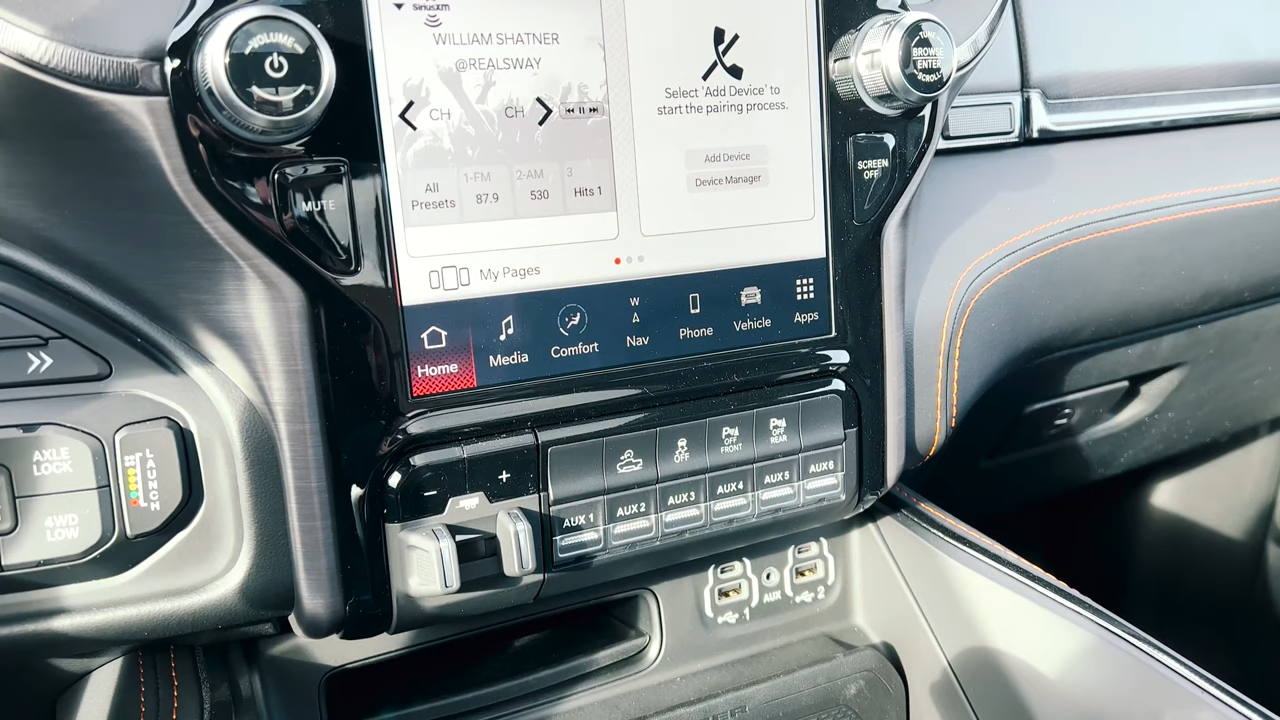 SiriusXM
WILLIAM SHATNER
@REALSWAY
CH
CH
All
Presets
1-FM
87.9
2-AM
530
3
Hits 1
Select 'Add Device' to
start the pairing process.
Add Device
Device Manager
My Pages
Home
Media
Comfort
W
Nav
Phone
Vehicle
Apps
VOLUME
MUTE
TUNE
BROWSE
ENTER
SCROLL
SCREEN
OFF
AXLE
LOCK
4WD
LOW
LAUNCH
- +
OFF
P OFF
FRONT
P OFF
REAR
AUX 1
AUX 2
AUX 3
AUX 4
AUX 5
AUX 6
1
AUX
2